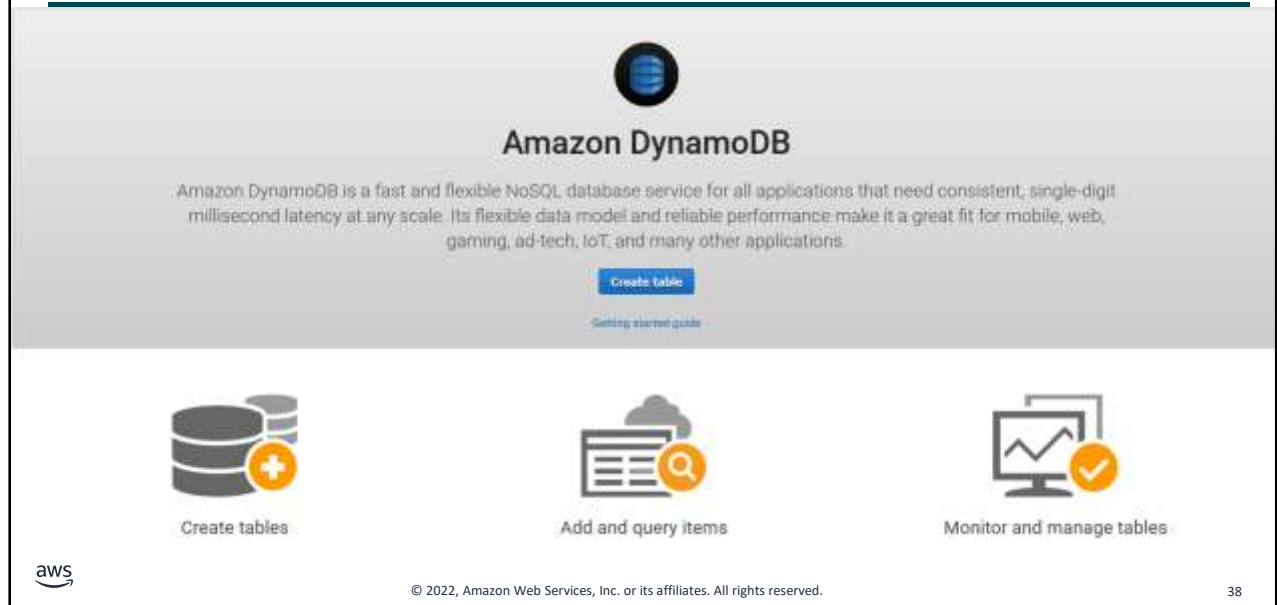 Amazon DynamoDB
Amazon DynamoDB is a fast and flexible NoSQL database service for all applications that need consistent, single-digit
millisecond latency at any scale. Its flexible data model and reliable performance make it a great fit for mobile, web,
gaming, ad-tech, IoT, and many other applications.
Create table
Getting started guide
Create tables
Add and query items
Monitor and manage tables
aws
© 2022, Amazon Web Services, Inc. or its affiliates. All rights reserved.
38